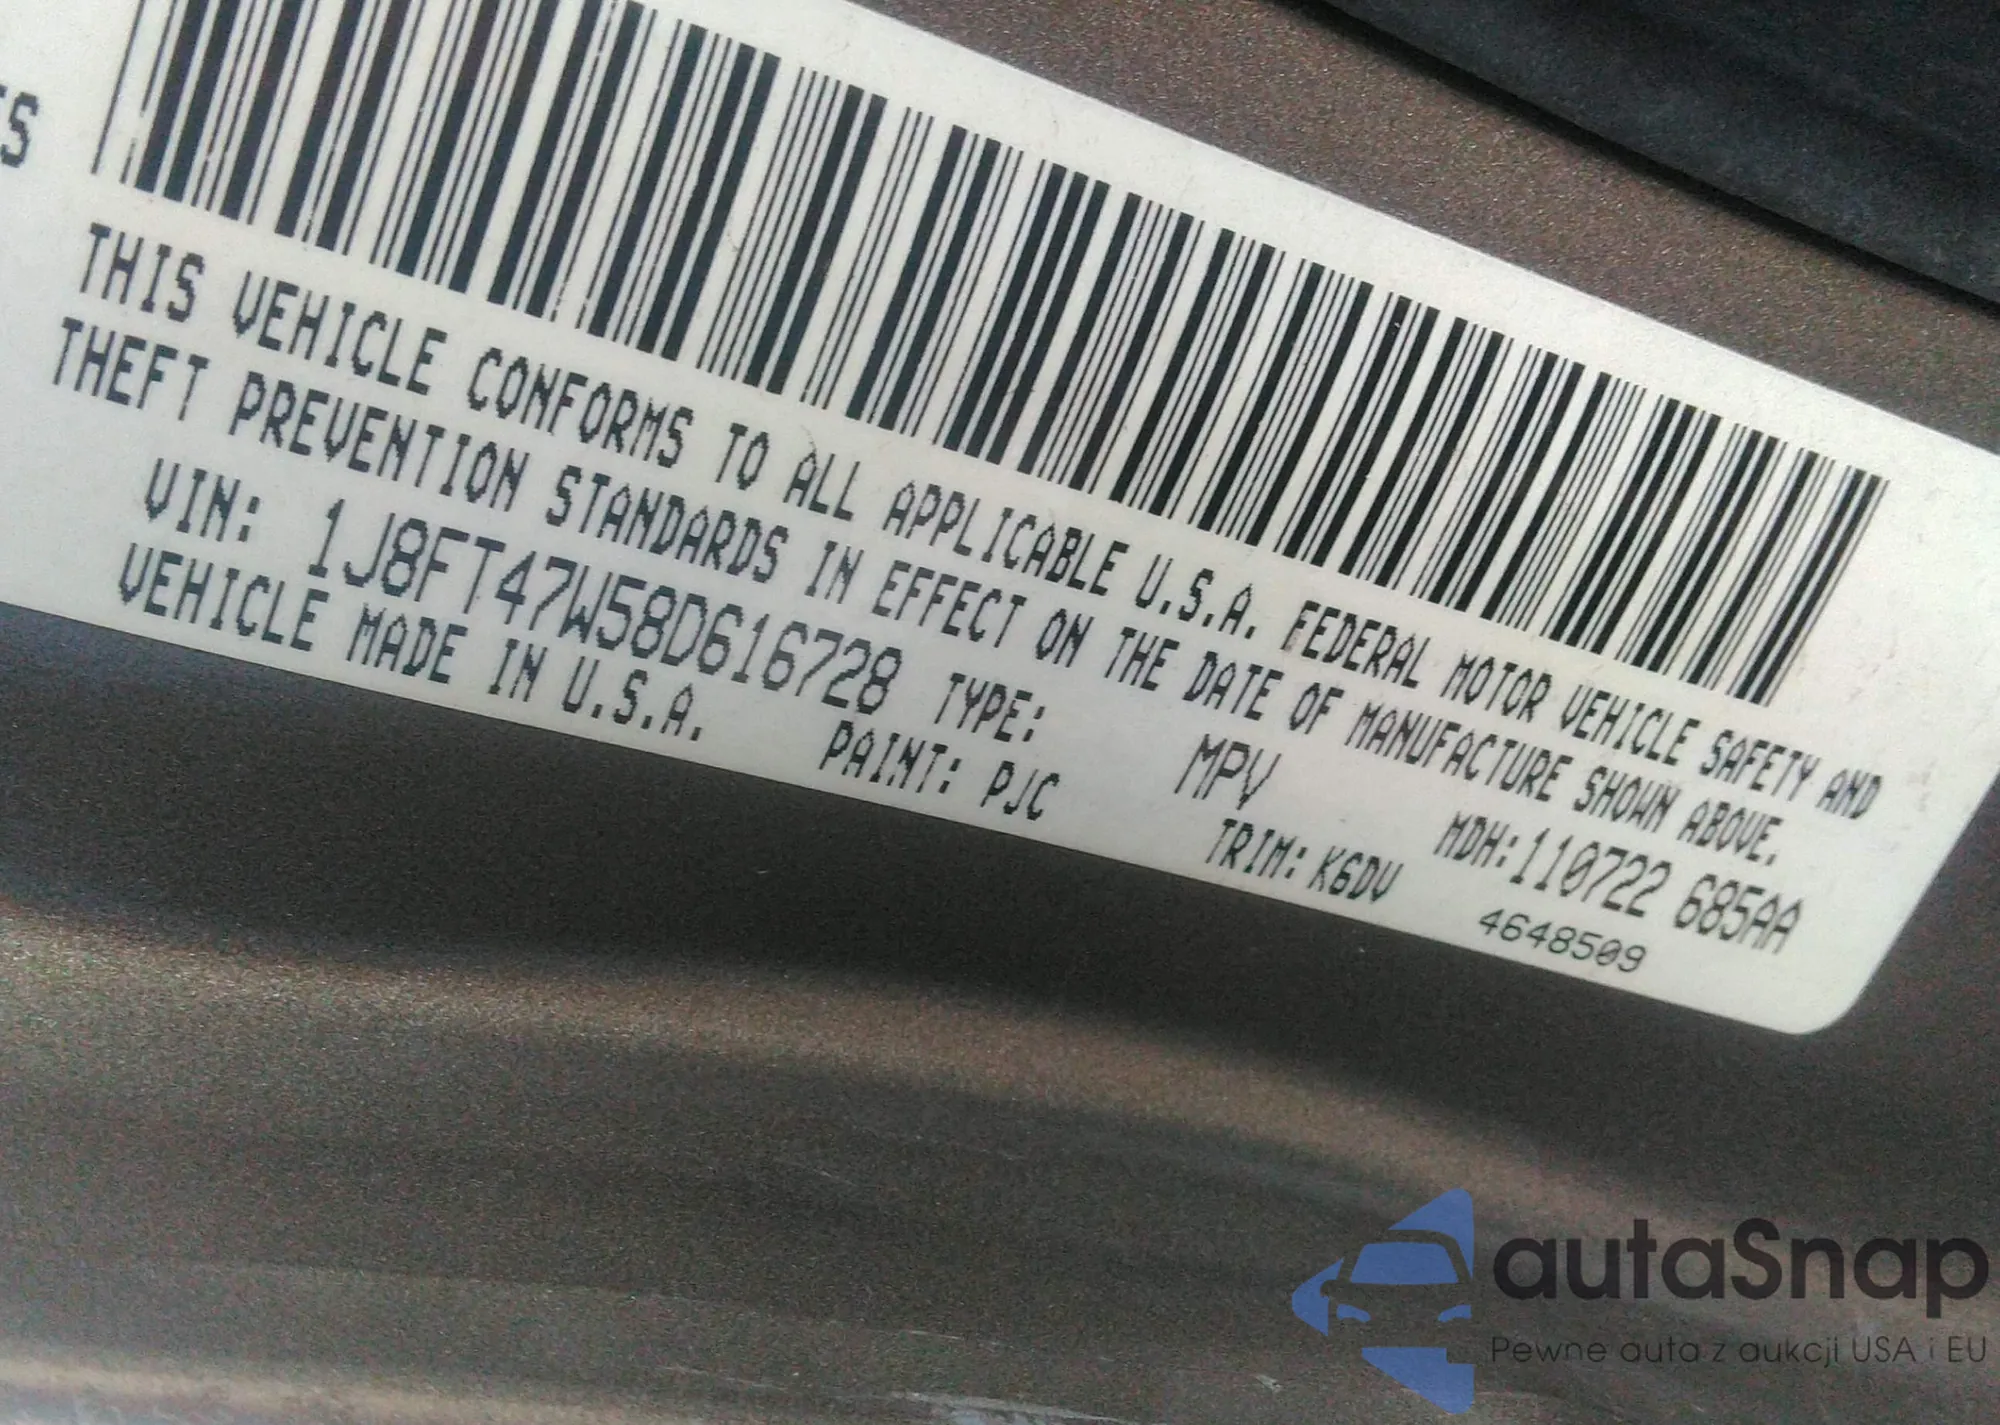 ES
THIS VEHICLE CONFORMS TO ALL APPLICABLE U.S.A. FEDERAL MOTOR VEHICLE SAFETY AND
THEFT PREVENTION STANDARDS IN EFFECT ON THE DATE OF MANUFACTURE SHOWN ABOVE.
VIN: 1J8FT47W58D616728 TYPE: MPV MDH:110722 685AA
VEHICLE MADE IN U.S.A. PAINT: PJC TRIM: K6DV 4648509
autaSnap
Pewne auta z aukcji USA i EU